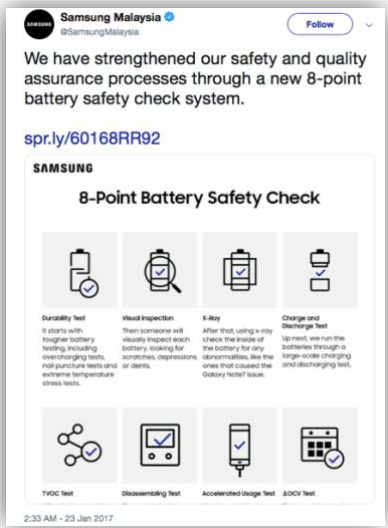 SAMSUNG
Samsung Malaysia
@SamsungMalaysia
Follow
We have strengthened our safety and quality
assurance processes through a new 8-point
battery safety check system.
spr.ly/60168RR92
SAMSUNG
8-Point Battery Safety Check
Durability Test
It starts with
tougher battery
testing, including
overcharging tests,
nail puncture tests and
extreme temperature
stress tests.
Visual Inspection
Then someone will
visually inspect each
battery, looking for
scratches, depressions
or dents.
X-Ray
After that, using x-ray
check the inside of
the battery for any
abnormalities, like the
ones that caused the
Galaxy Note7 issue.
Charge and
Discharge Test
Up next, we run the
batteries through a
large-scale charging
and discharging test.
TVOC Test
Disassembling Test
Accelerated Usage Test
ΔOCV Test
2:33 AM - 23 Jan 2017